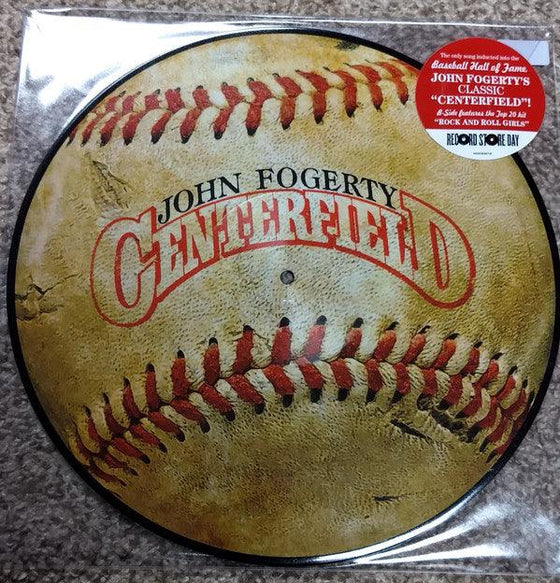 The only song inducted into the
Baseball Hall of Fame,
JOHN FOGERTY'S
CLASSIC
"CENTERFIELD"!
B-Side features the Top 20 hit
"ROCK AND ROLL GIRLS"
RECORD STORE DAY
JOHN FOGERTY
CENTERFIELD